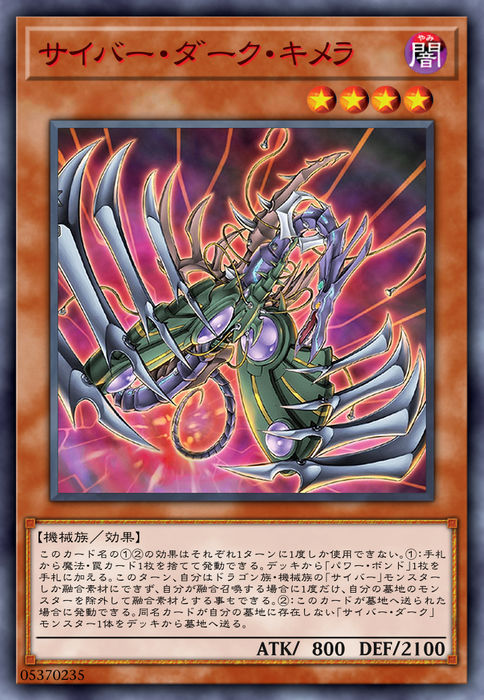 サイバー・ダーク・キメラ
やみ
闇
【機械族/効果】
このカード名の①②の効果はそれぞれ1ターンに1度しか使用できない。①:手札
から魔法・罠カード1枚を捨てて発動できる。デッキから「パワー・ボンド」1枚を
手札に加える。このターン、自分はドラゴン族・機械族の「サイバー」モンスター
しか融合素材にできず、自分が融合召喚する場合に1度だけ、自分の墓地のモン
スターを除外して融合素材とする事もできる。②:このカードが墓地へ送られた
場合に発動できる。同名カードが自分の墓地に存在しない「サイバー・ダーク」
モンスター1体をデッキから墓地へ送る。
ATK/ 800 DEF/2100
05370235